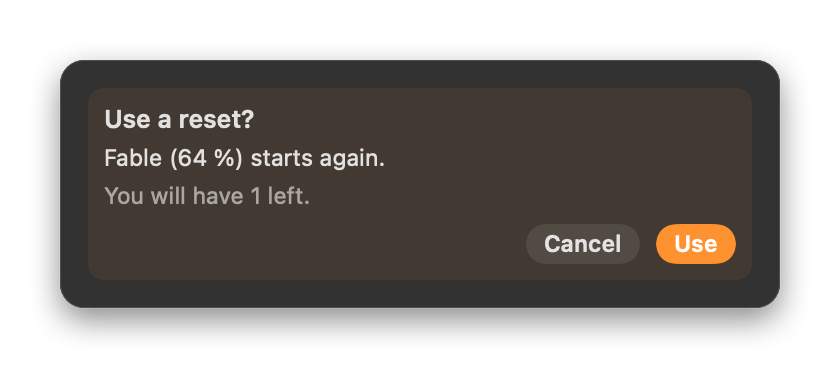 Use a reset?
Fable (64 %) starts again.
You will have 1 left.
Cancel
Use